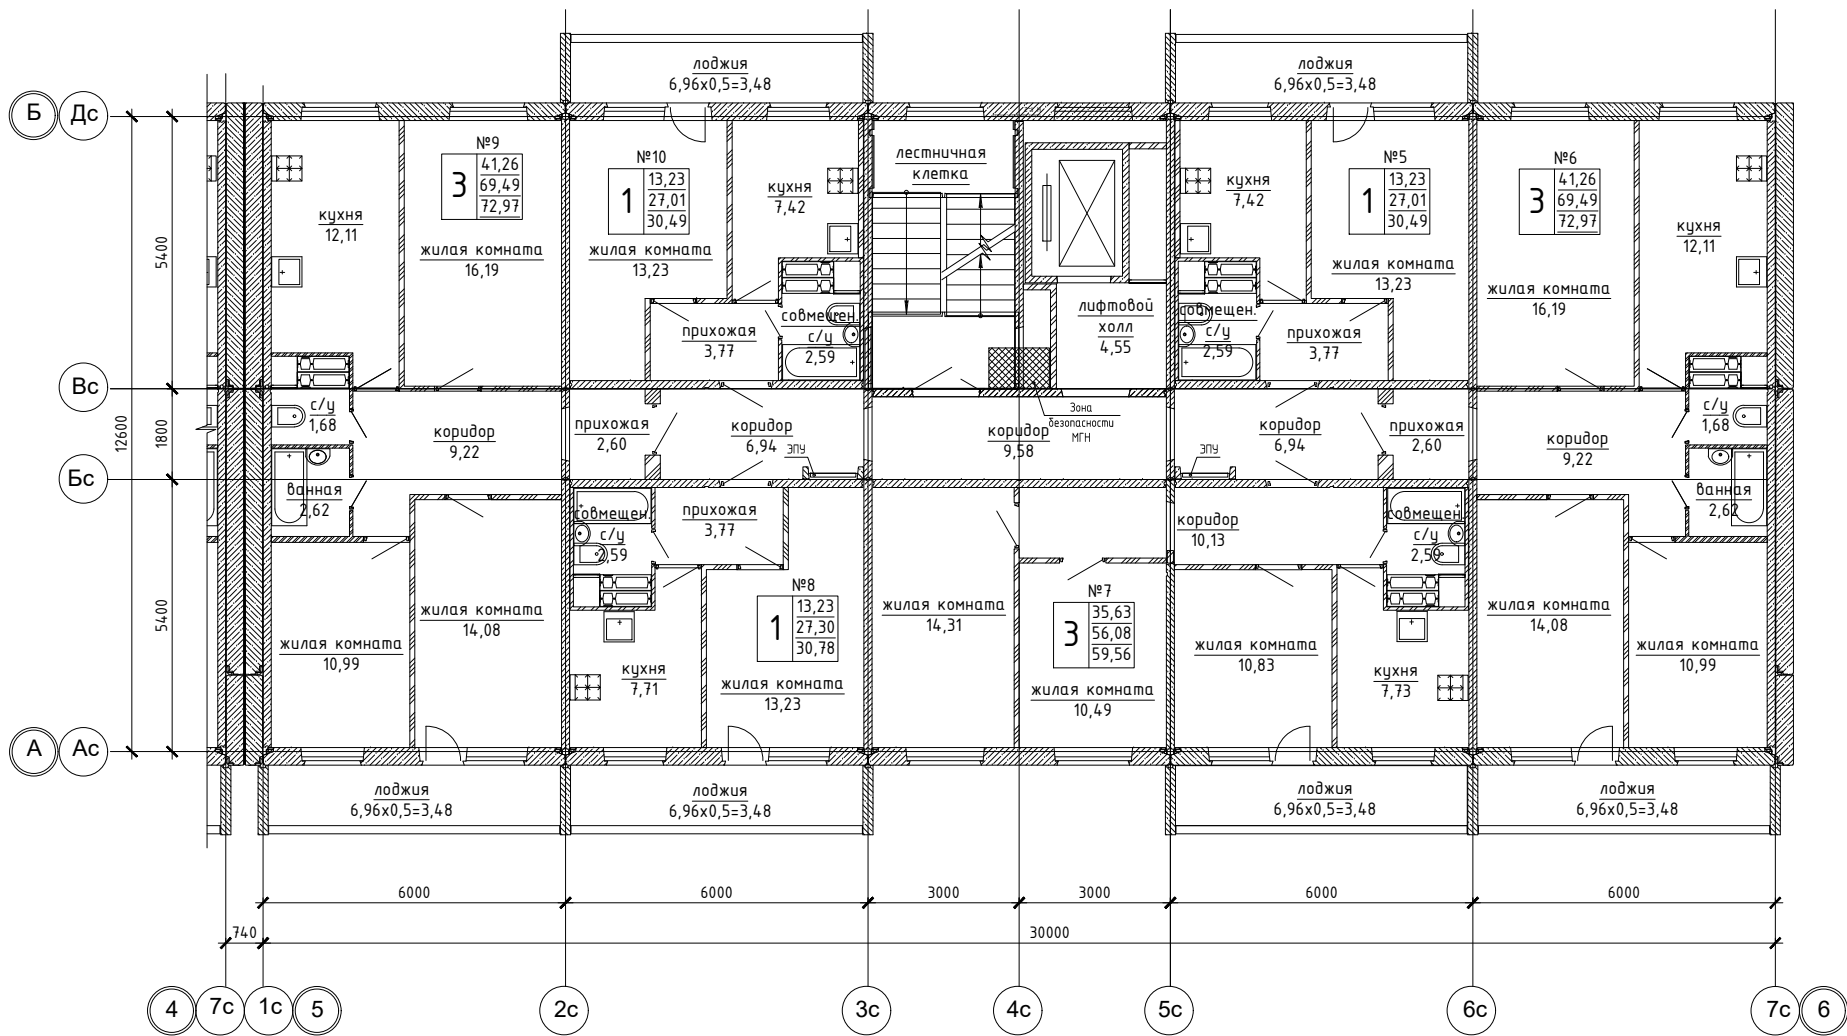 лоджия
6,96х0,5=3,48
лоджия
6,96х0,5=3,48
Б
Дс
№9
3
41,26
69,49
72,97
№10
1
13,23
27,01
30,49
лестничная
клетка
№5
1
13,23
27,01
30,49
№6
3
41,26
69,49
72,97
кухня
12,11
жилая комната
16,19
жилая комната
13,23
кухня
7,42
кухня
7,42
жилая комната
13,23
жилая комната
16,19
кухня
12,11
5400
прихожая
3,77
совмещен.
с/у
2,59
лифтовой
холл
4,55
совмещен.
с/у
2,59
прихожая
3,77
Вс
12600
1800
с/у
1,68
коридор
9,22
прихожая
2,60
коридор
6,94
ЭПУ
коридор
9,58
Зона
безопасности
МГН
ЭПУ
коридор
6,94
прихожая
2,60
коридор
9,22
с/у
1,68
Бс
ванная
2,62
совмещен.
с/у
2,59
прихожая
3,77
коридор
10,13
совмещен.
с/у
2,59
ванная
2,62
5400
жилая комната
10,99
жилая комната
14,08
кухня
7,71
№8
1
13,23
27,30
30,78
жилая комната
13,23
жилая комната
14,31
№7
3
35,63
56,08
59,56
жилая комната
10,49
жилая комната
10,83
кухня
7,73
жилая комната
14,08
жилая комната
10,99
А
Ас
лоджия
6,96х0,5=3,48
лоджия
6,96х0,5=3,48
лоджия
6,96х0,5=3,48
лоджия
6,96х0,5=3,48
6000
6000
3000
3000
6000
6000
740
30000
4
7с
1с
5
2с
3с
4с
5с
6с
7с
6